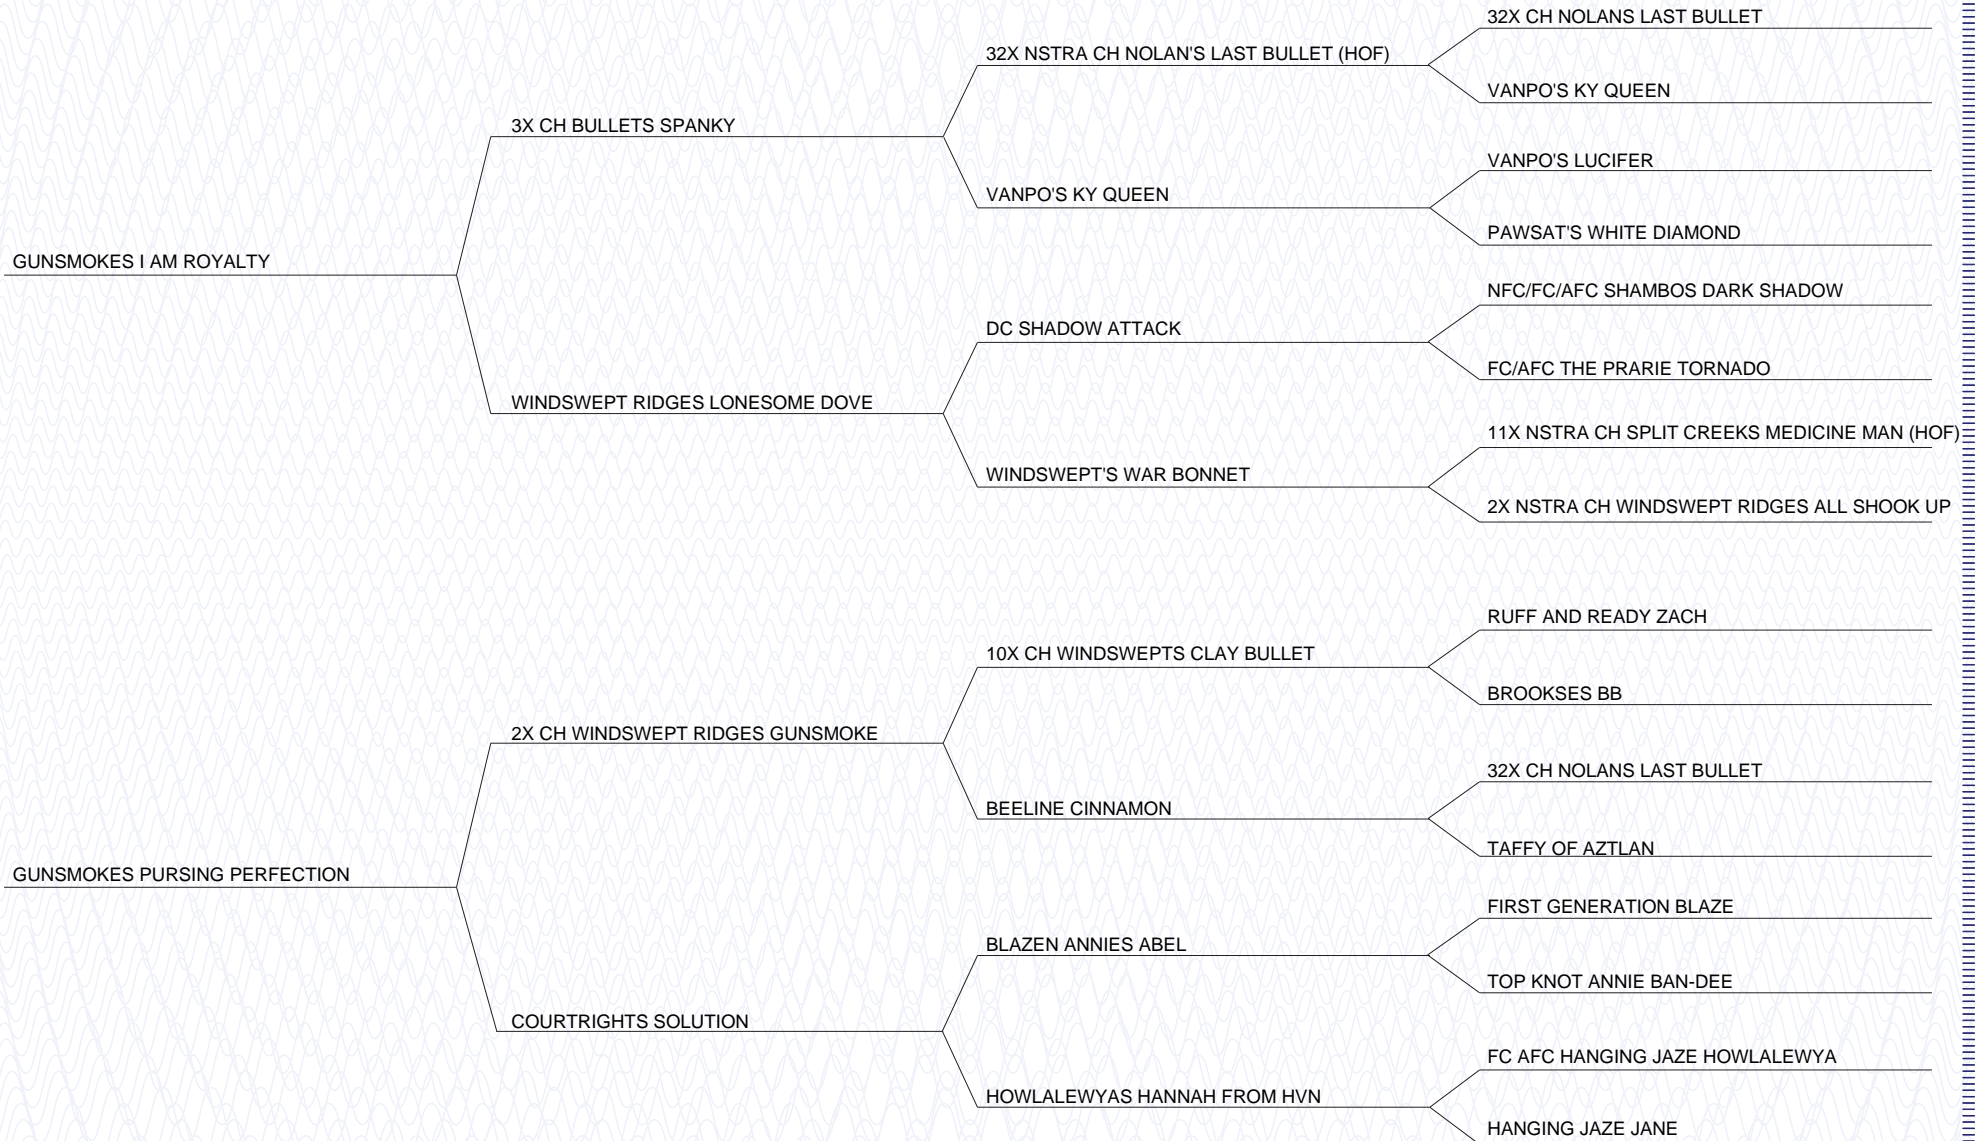 32X CH NOLANS LAST BULLET
32X NSTRA CH NOLAN'S LAST BULLET (HOF)
VANPO'S KY QUEEN
3X CH BULLETS SPANKY
VANPO'S LUCIFER
VANPO'S KY QUEEN
PAWSAT'S WHITE DIAMOND
GUNSMOKES I AM ROYALTY
NFC/FC/AFC SHAMBOS DARK SHADOW
DC SHADOW ATTACK
FC/AFC THE PRARIE TORNADO
WINDSWEPT RIDGES LONESOME DOVE
11X NSTRA CH SPLIT CREEKS MEDICINE MAN (HOF)
WINDSWEPT'S WAR BONNET
2X NSTRA CH WINDSWEPT RIDGES ALL SHOOK UP
RUFF AND READY ZACH
10X CH WINDSWEPTS CLAY BULLET
BROOKSES BB
2X CH WINDSWEPT RIDGES GUNSMOKE
32X CH NOLANS LAST BULLET
BEELINE CINNAMON
TAFFY OF AZTLAN
GUNSMOKES PURSING PERFECTION
FIRST GENERATION BLAZE
BLAZEN ANNIES ABEL
TOP KNOT ANNIE BAN-DEE
COURTRIGHTS SOLUTION
FC AFC HANGING JAZE HOWLALEWYA
HOWLALEWYAS HANNAH FROM HVN
HANGING JAZE JANE